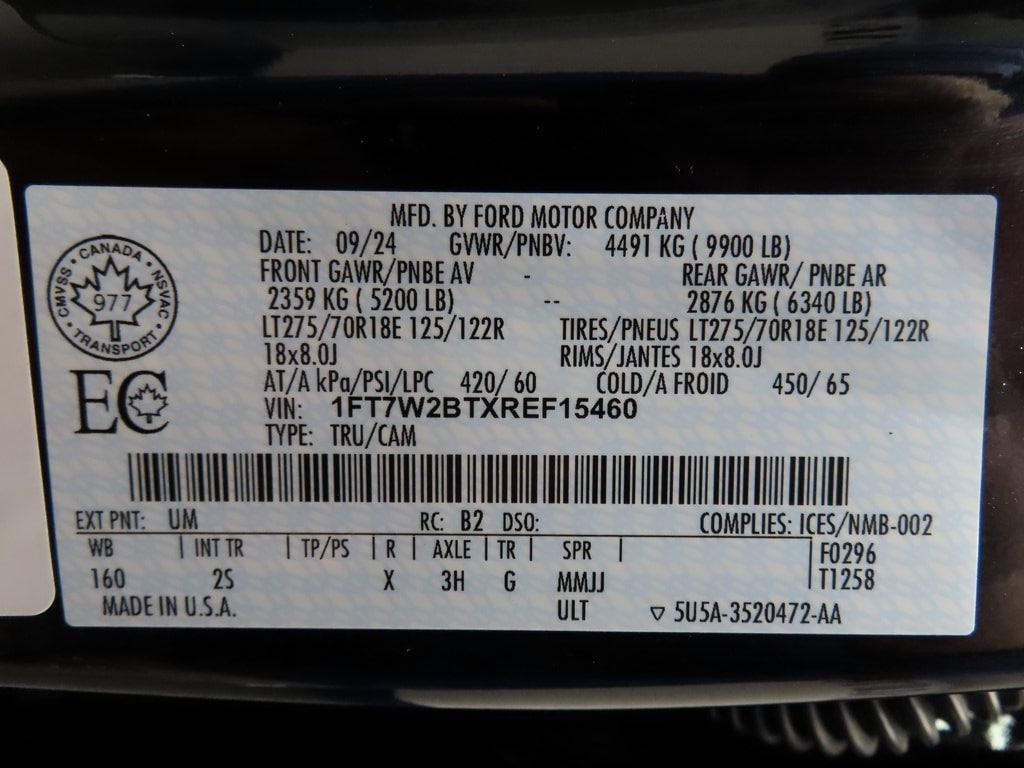 MFD. BY FORD MOTOR COMPANY
DATE: 09/24 GVWR/PNBV: 4491 KG ( 9900 LB)
FRONT GAWR/PNBE AV - REAR GAWR/ PNBE AR
2359 KG ( 5200 LB) -- 2876 KG ( 6340 LB)
LT275/70R18E 125/122R TIRES/PNEUS LT275/70R18E 125/122R
18x8.0J RIMS/JANTES 18x8.0J
AT/A kPa/PSI/LPC 420/ 60 COLD/A FROID 450/ 65
VIN: 1FT7W2BTXREF15460
TYPE: TRU/CAM
CANADA
CMVSS 977 NSVAC
TRANSPORT
EC
EXT PNT: UM RC: B2 DSO: COMPLIES: ICES/NMB-002
WB | INT TR | TP/PS | R | AXLE | TR | SPR | F0296
160 2S X 3H G MMJJ T1258
MADE IN U.S.A. ULT ▽ 5U5A-3520472-AA